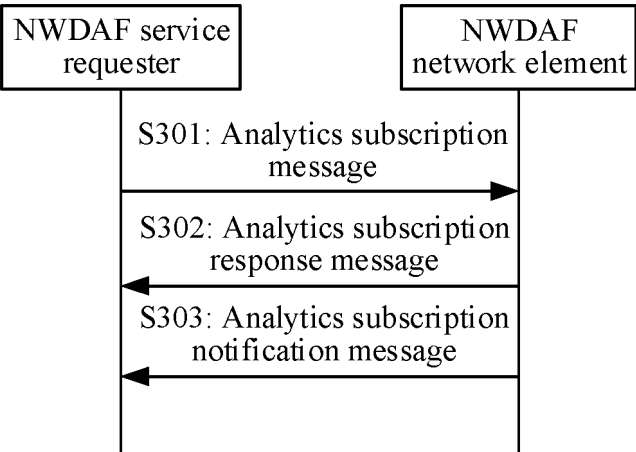 NWDAF service
requester
NWDAF
network element
S301: Analytics subscription
message
S302: Analytics subscription
response message
S303: Analytics subscription
notification message